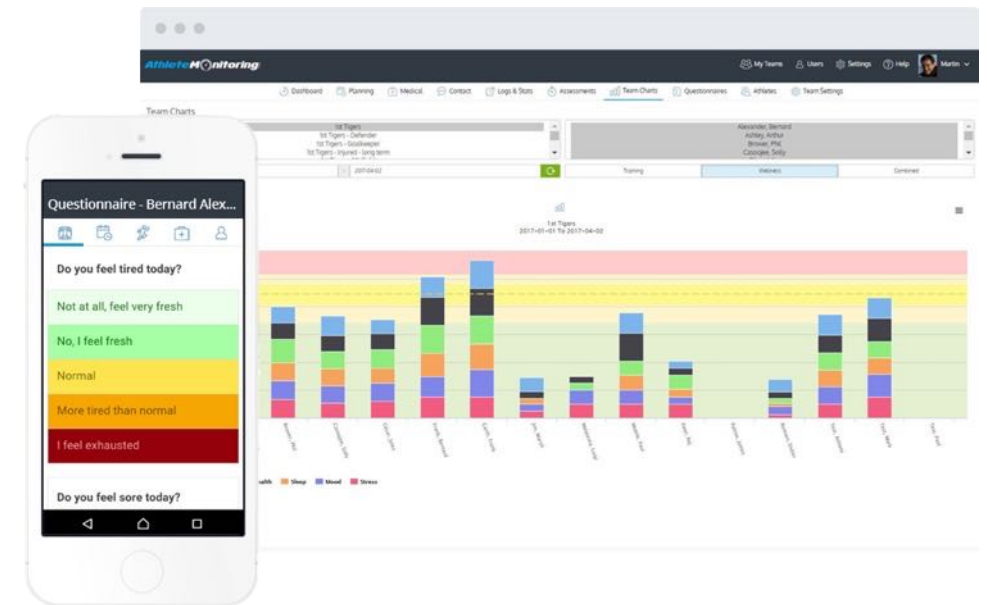 AthleteMonitoring
My Teams Users Settings Help Martin
Dashboard Planning Medical Contact Logs & Stats Assessments Team Charts Questionnaires Athletes Team Settings
Team Charts
1st Tigers
1st Tigers - Defender
1st Tigers - Goalkeeper
1st Tigers - Injured - long term
Alexander, Bernard
Ashley, Arthur
Brower, Phil
Casiojee, Solly
2017-04-02
Training Wellness Combined
1st Tigers
2017-01-01 To 2017-04-02
Sleep Mood Stress
Questionnaire - Bernard Alex...
Do you feel tired today?
Not at all, feel very fresh
No, I feel fresh
Normal
More tired than normal
I feel exhausted
Do you feel sore today?